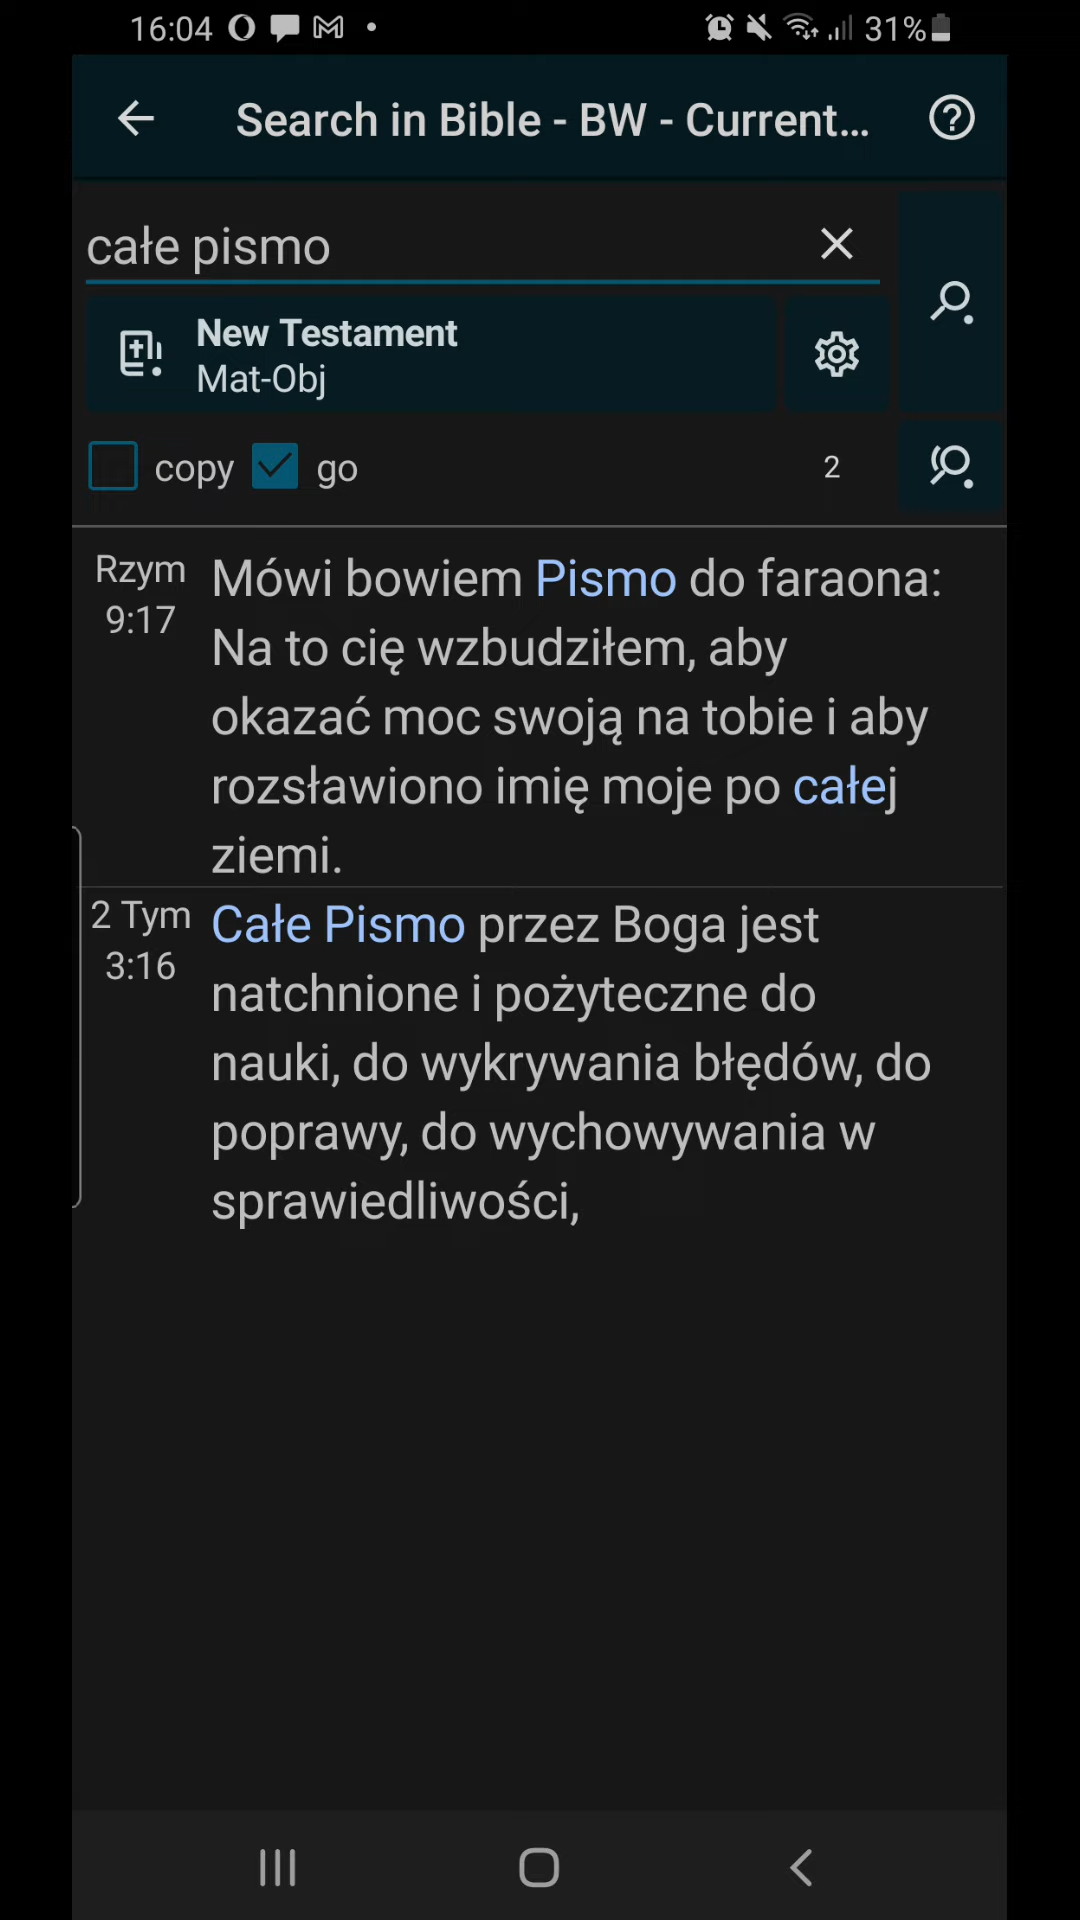 16:04 31%
Search in Bible - BW - Current...
całe pismo
New Testament
Mat-Obj
copy go 2
Rzym
9:17
Mówi bowiem Pismo do faraona:
Na to cię wzbudziłem, aby
okazać moc swoją na tobie i aby
rozsławiono imię moje po całej
ziemi.
2 Tym
3:16
Całe Pismo przez Boga jest
natchnione i pożyteczne do
nauki, do wykrywania błędów, do
poprawy, do wychowywania w
sprawiedliwości,